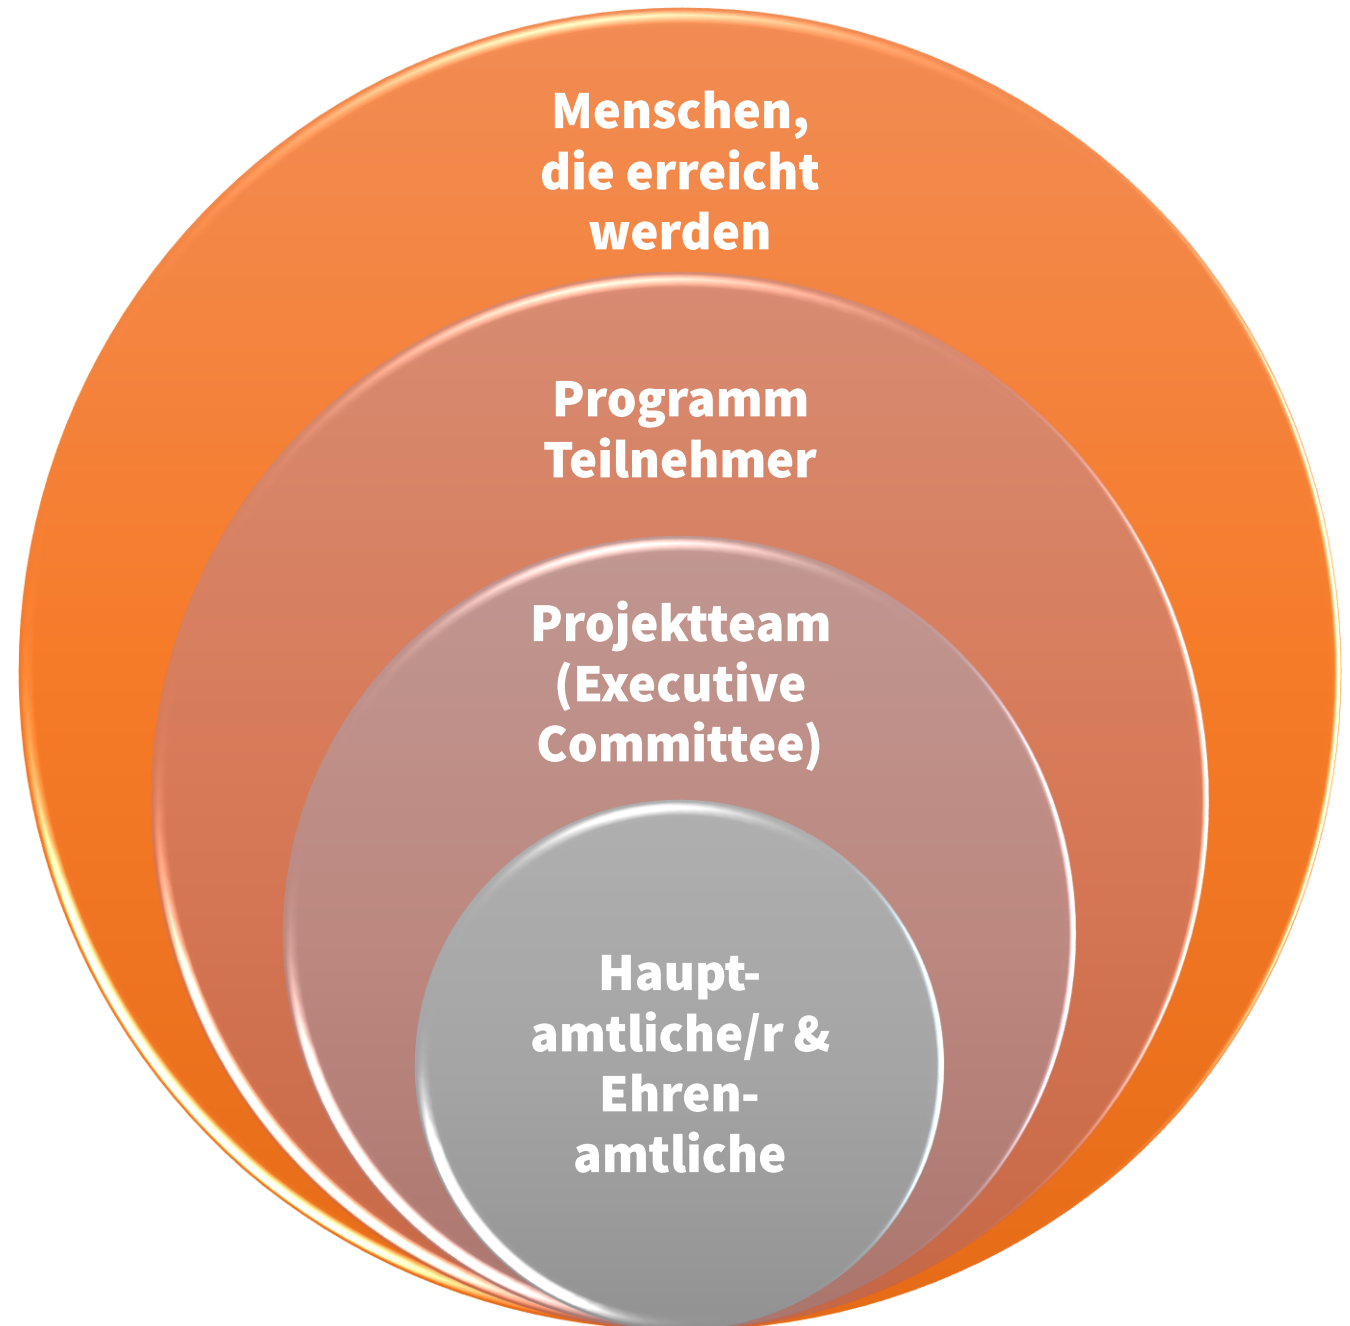 Menschen,
die erreicht
werden
Programm
Teilnehmer
Projektteam
(Executive
Committee)
Haupt-
amtliche/r &
Ehren-
amtliche